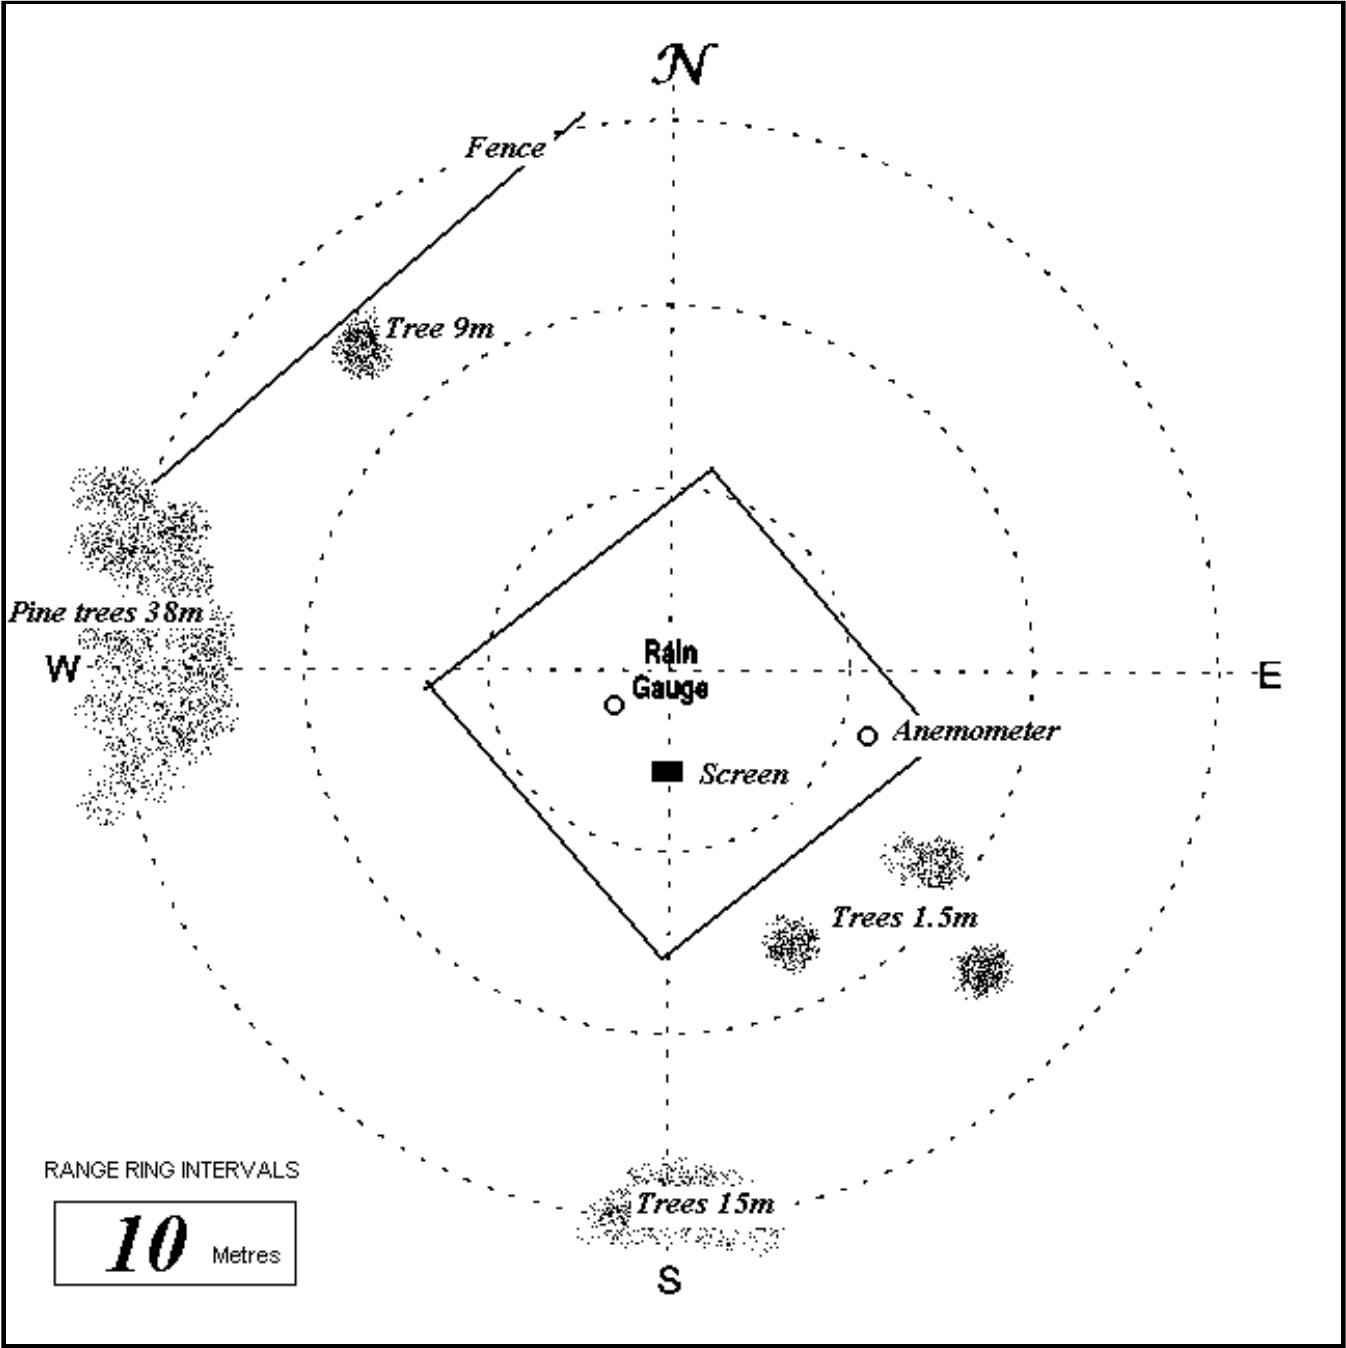 N
Fence
Tree 9m
Pine trees 38m
Rain
Gauge
W
E
Anemometer
Screen
Trees 1.5m
RANGE RING INTERVALS
Trees 15m
10 Metres
S